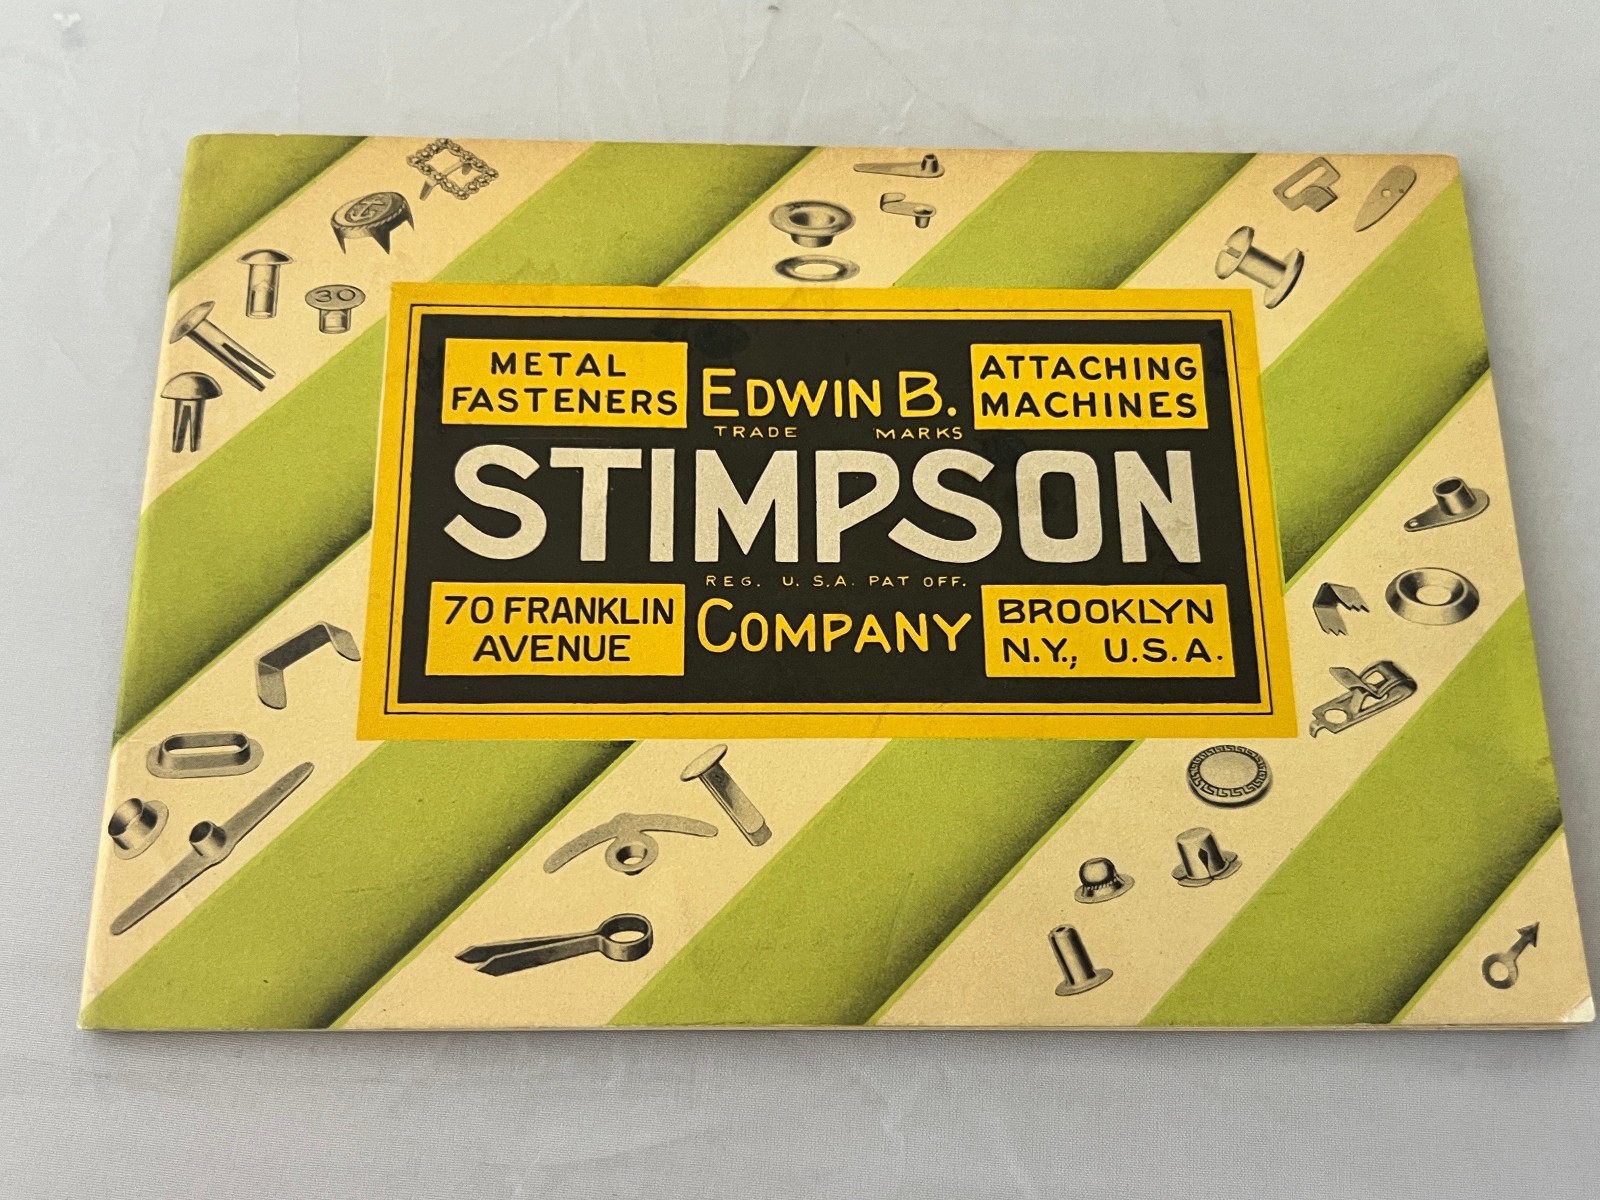 30
METAL
FASTENERS
EDWIN B.
ATTACHING
MACHINES
TRADE MARKS
STIMPSON
REG. U.S.A. PAT OFF.
70 FRANKLIN
AVENUE
COMPANY
BROOKLYN
N.Y., U.S.A.